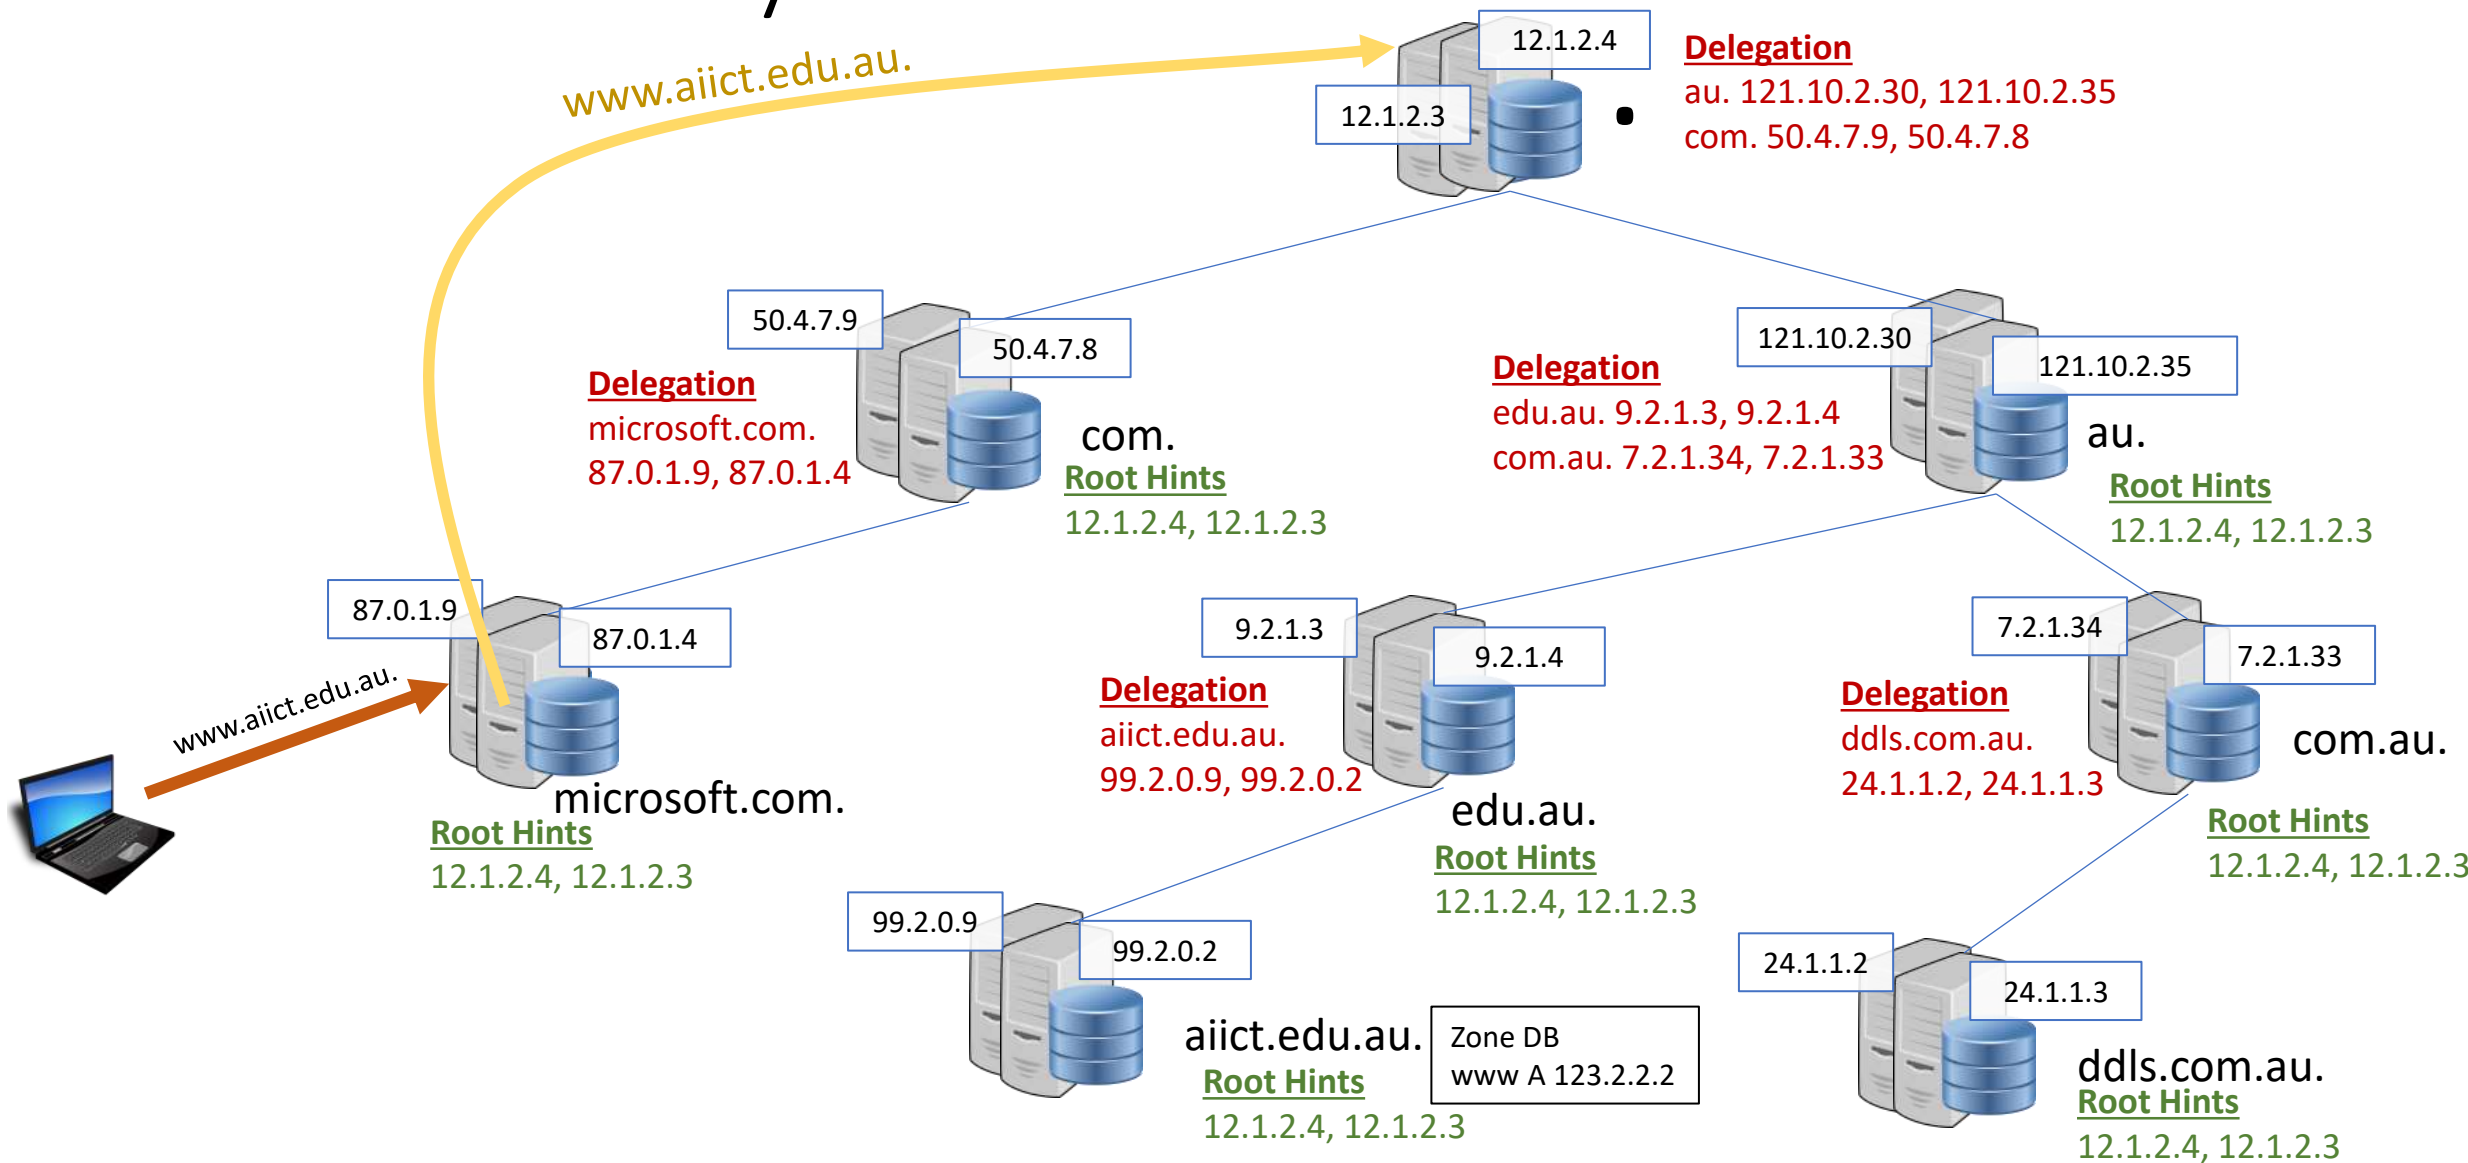 www.aiict.edu.au.
12.1.2.4
12.1.2.3
.
Delegation
au. 121.10.2.30, 121.10.2.35
com. 50.4.7.9, 50.4.7.8
50.4.7.9
50.4.7.8
Delegation
microsoft.com.
87.0.1.9, 87.0.1.4
com.
Root Hints
12.1.2.4, 12.1.2.3
121.10.2.30
121.10.2.35
Delegation
edu.au. 9.2.1.3, 9.2.1.4
com.au. 7.2.1.34, 7.2.1.33
au.
Root Hints
12.1.2.4, 12.1.2.3
www.aiict.edu.au.
87.0.1.9
87.0.1.4
microsoft.com.
Root Hints
12.1.2.4, 12.1.2.3
9.2.1.3
9.2.1.4
Delegation
aiict.edu.au.
99.2.0.9, 99.2.0.2
edu.au.
Root Hints
12.1.2.4, 12.1.2.3
7.2.1.34
7.2.1.33
Delegation
ddls.com.au.
24.1.1.2, 24.1.1.3
com.au.
Root Hints
12.1.2.4, 12.1.2.3
99.2.0.9
99.2.0.2
aiict.edu.au.
Root Hints
12.1.2.4, 12.1.2.3
Zone DB
www A 123.2.2.2
24.1.1.2
24.1.1.3
ddls.com.au.
Root Hints
12.1.2.4, 12.1.2.3